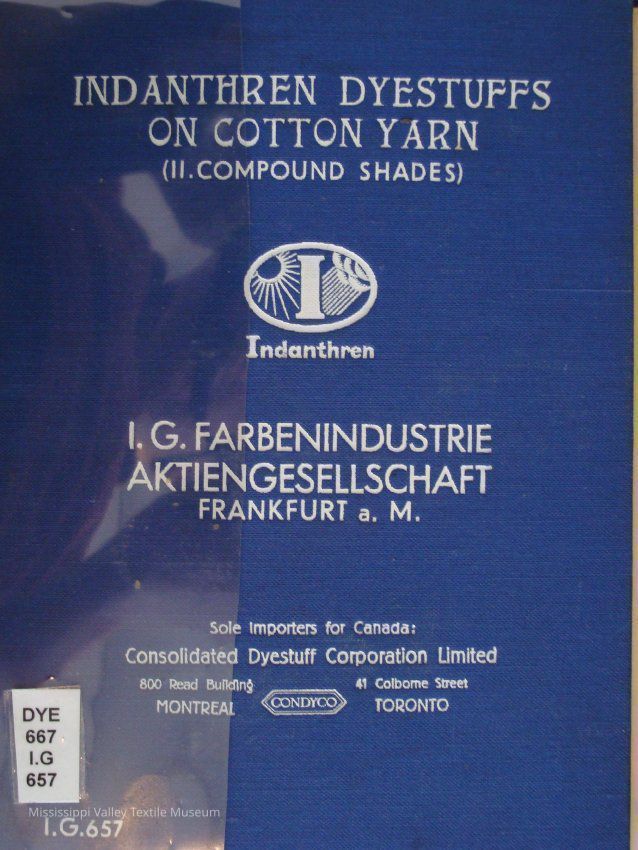 INDANTHREN DYESTUFFS
ON COTTON YARN
(II. COMPOUND SHADES)
I
Indanthren
I. G. FARBENINDUSTRIE
AKTIENGESELLSCHAFT
FRANKFURT a. M.
Sole Importers for Canada:
Consolidated Dyestuff Corporation Limited
800 Read Building 41 Colborne Street
MONTREAL CONDYCO TORONTO
DYE
667
I.G
657
Mississippi Valley Textile Museum
I.G.657